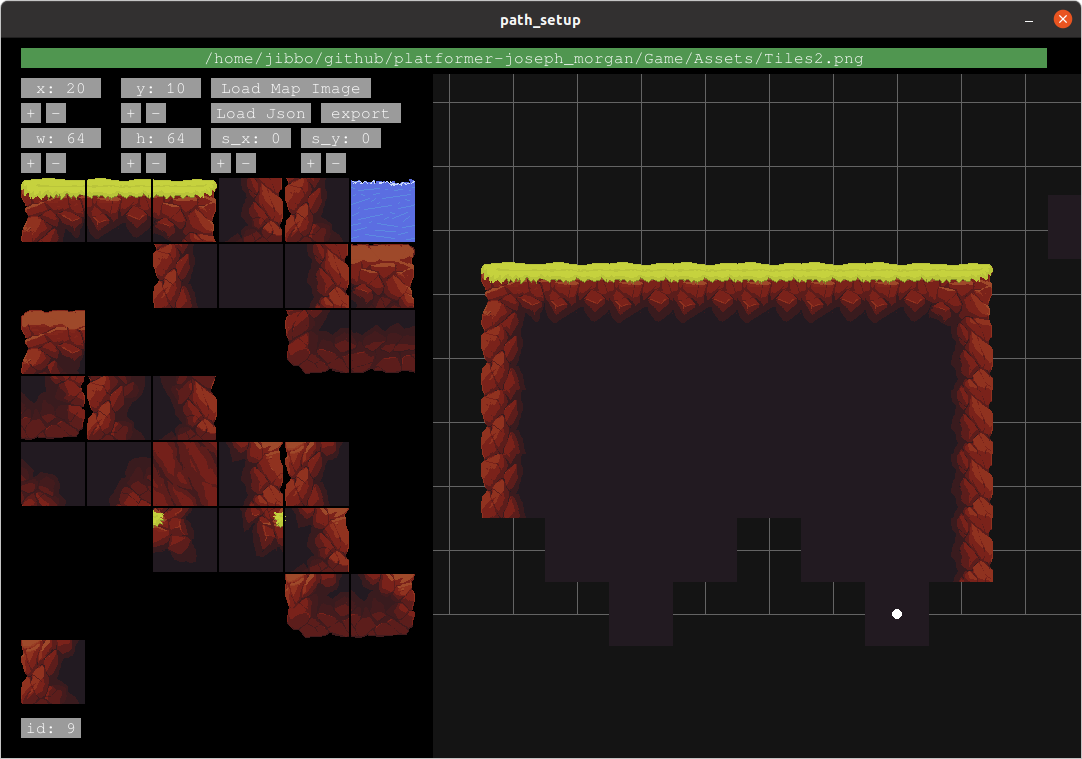 path_setup
/home/jibbo/github/platformer-joseph_morgan/Game/Assets/Tiles2.png
x: 20 y: 10 Load Map Image
+ - + - Load Json export
w: 64 h: 64 s_x: 0 s_y: 0
+ - + - + - + -
id: 9